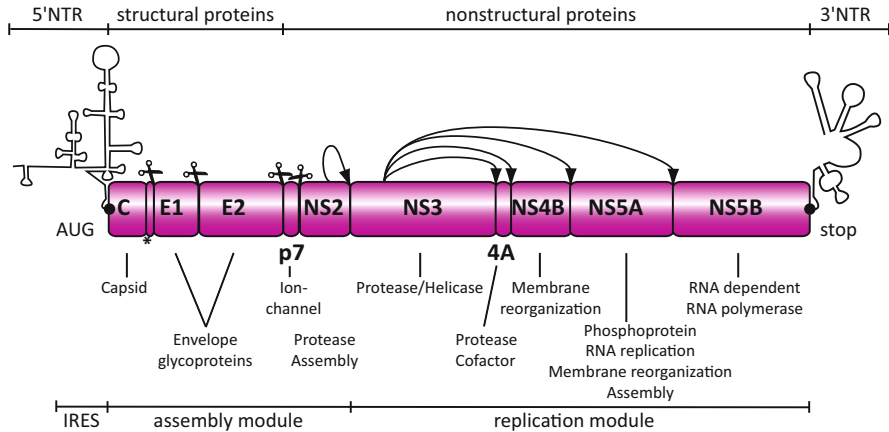 5'NTR structural proteins nonstructural proteins 3'NTR
AUG C E1 E2 NS2 NS3 NS4B NS5A NS5B stop
* p7 4A
Capsid
Envelope
glycoproteins
Ion-
channel
Protease
Assembly
Protease/Helicase
Protease
Cofactor
Membrane
reorganization
Phosphoprotein
RNA replication
Membrane reorganization
Assembly
RNA dependent
RNA polymerase
IRES assembly module replication module